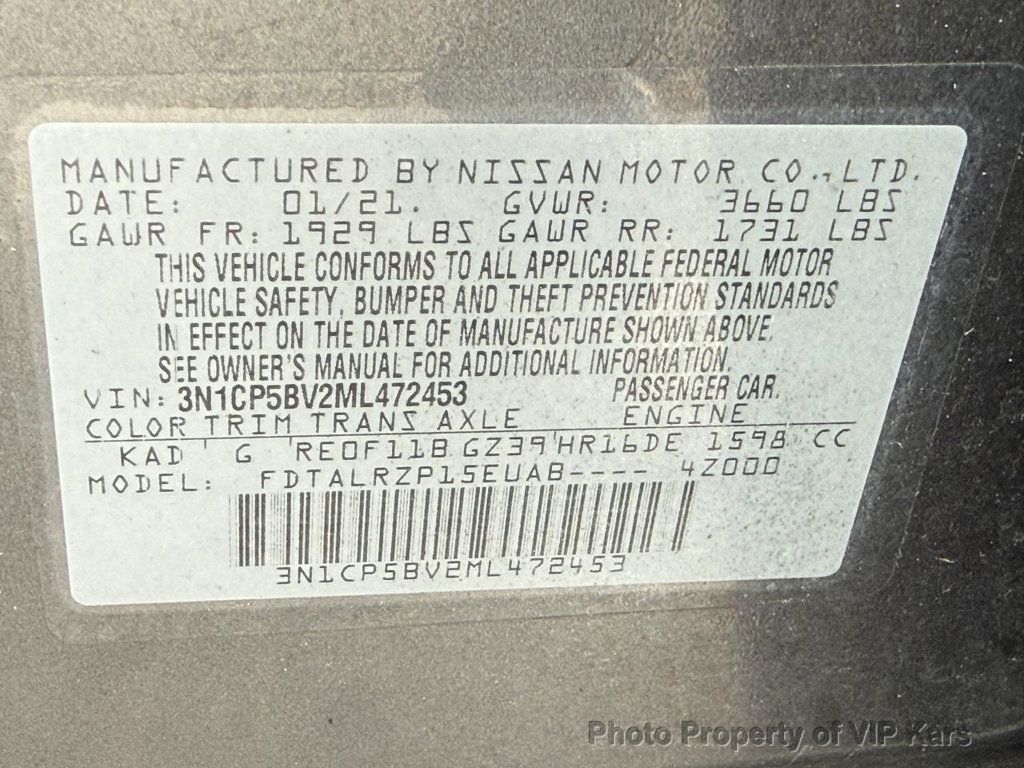 MANUFACTURED BY NISSAN MOTOR CO., LTD.
DATE: 01/21. GVWR: 3660 LBS
GAWR FR: 1929 LBS GAWR RR: 1731 LBS
THIS VEHICLE CONFORMS TO ALL APPLICABLE FEDERAL MOTOR
VEHICLE SAFETY, BUMPER AND THEFT PREVENTION STANDARDS
IN EFFECT ON THE DATE OF MANUFACTURE SHOWN ABOVE.
SEE OWNER'S MANUAL FOR ADDITIONAL INFORMATION.
VIN: 3N1CP5BV2ML472453 PASSENGER CAR.
COLOR TRIM TRANS AXLE ENGINE
KAD G RE0F11B GZ39 HR16DE 1598 CC
MODEL: FDTALRZP15EUAB---- 4Z000
3N1CP5BV2ML472453
Photo Property of VIP Kars